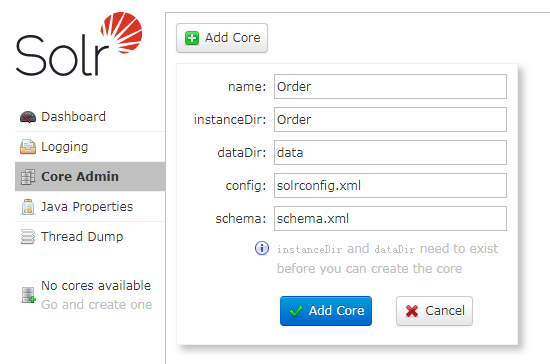 Solr
Add Core
name: Order
instanceDir: Order
dataDir: data
config: solrconfig.xml
schema: schema.xml
instanceDir and dataDir need to exist
before you can create the core
Add Core
Cancel
Dashboard
Logging
Core Admin
Java Properties
Thread Dump
No cores available
Go and create one